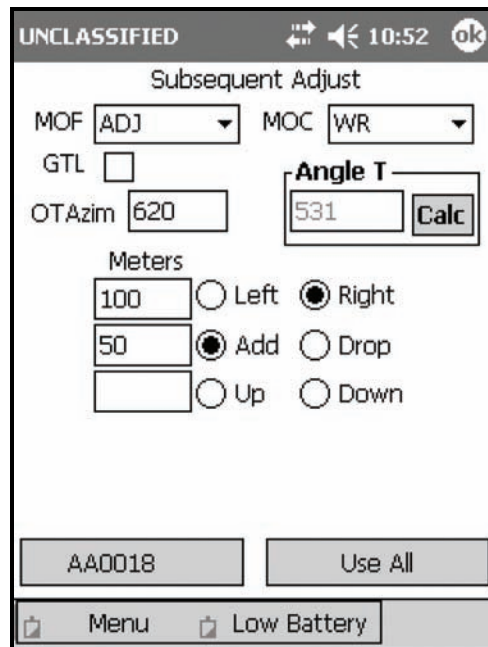 UNCLASSIFIED 10:52 ok
Subsequent Adjust
MOF ADJ MOC WR
GTL
Angle T
OTAzim 620 531 Calc
Meters
100 Left Right
50 Add Drop
Up Down
AA0018 Use All
Menu Low Battery